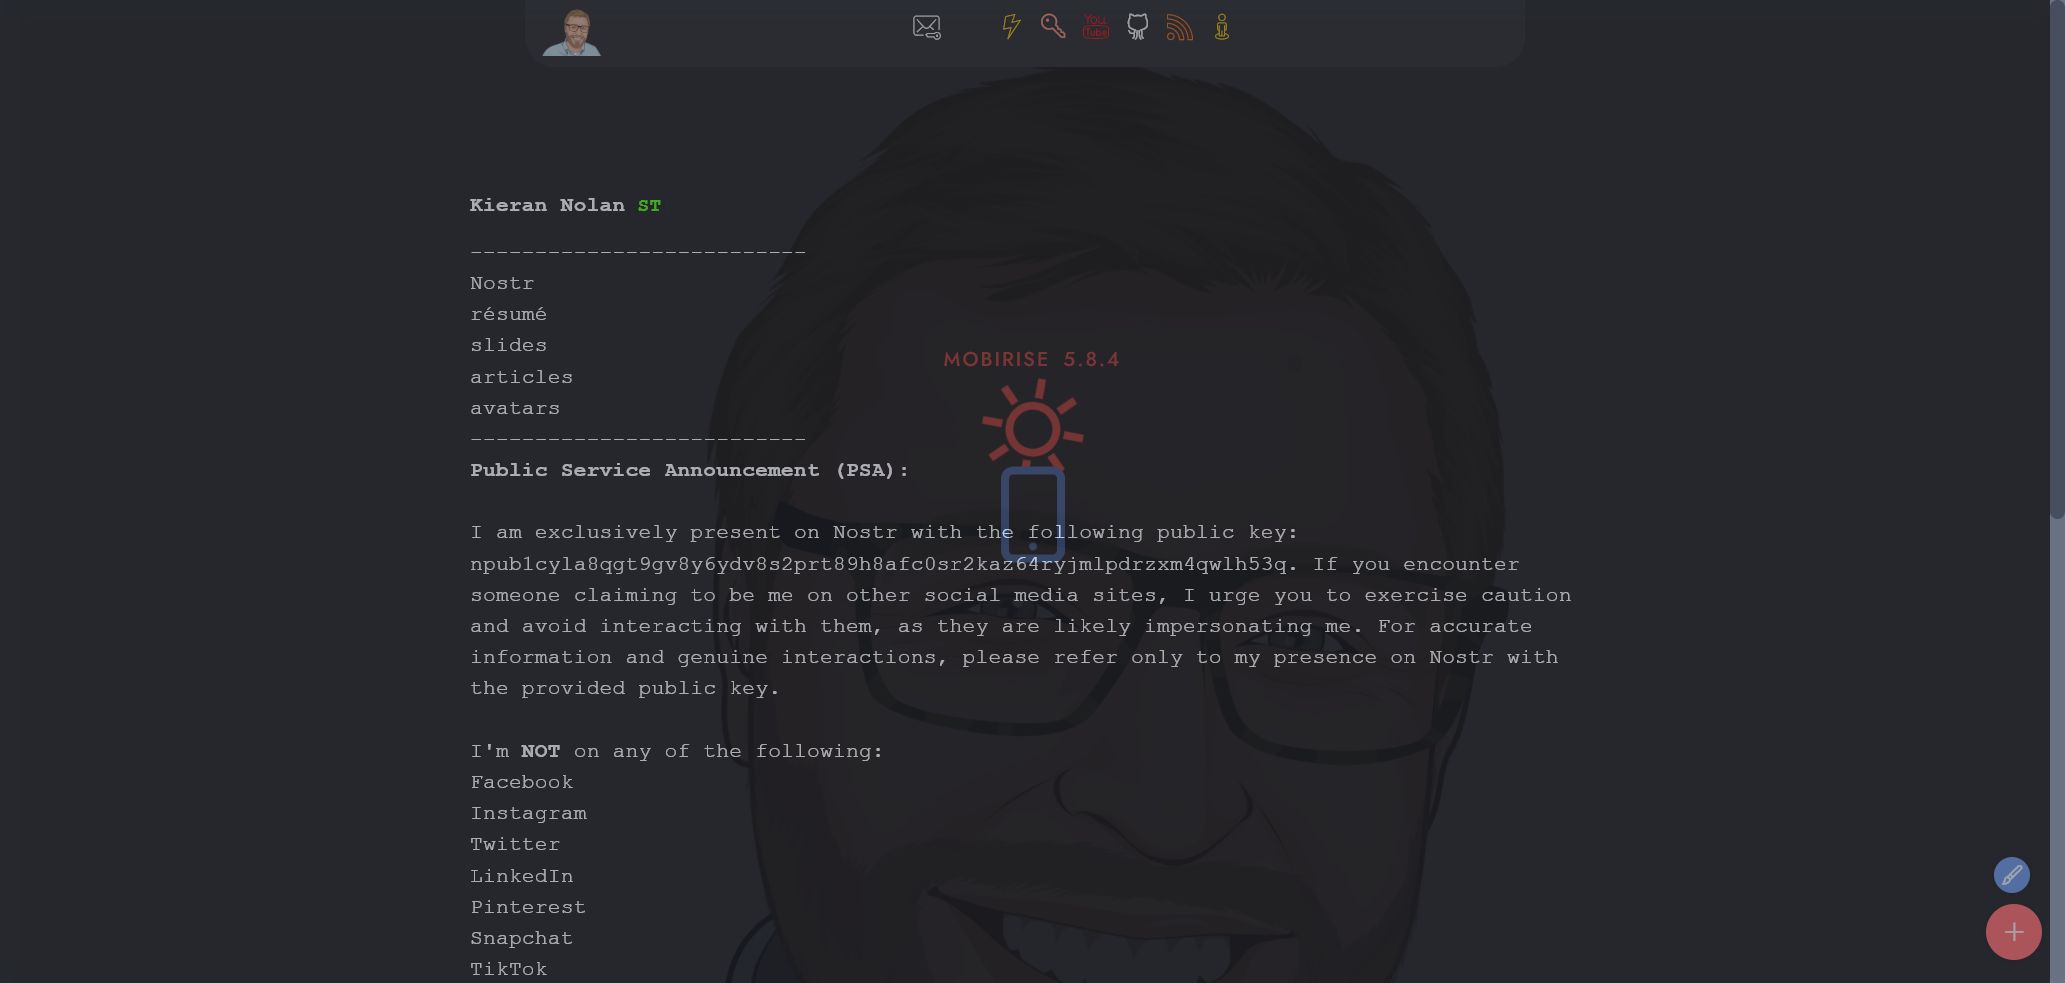 You
Tube
Kieran Nolan ST
--------------------------
Nostr
résumé
slides
articles
avatars
--------------------------
MOBIRISE 5.8.4
Public Service Announcement (PSA):
I am exclusively present on Nostr with the following public key:
npub1cyla8qgt9gv8y6ydv8s2prt89h8afc0sr2kaz64ryjmlpdrzxm4qwlh53q. If you encounter
someone claiming to be me on other social media sites, I urge you to exercise caution
and avoid interacting with them, as they are likely impersonating me. For accurate
information and genuine interactions, please refer only to my presence on Nostr with
the provided public key.
I'm NOT on any of the following:
Facebook
Instagram
Twitter
LinkedIn
Pinterest
Snapchat
TikTok